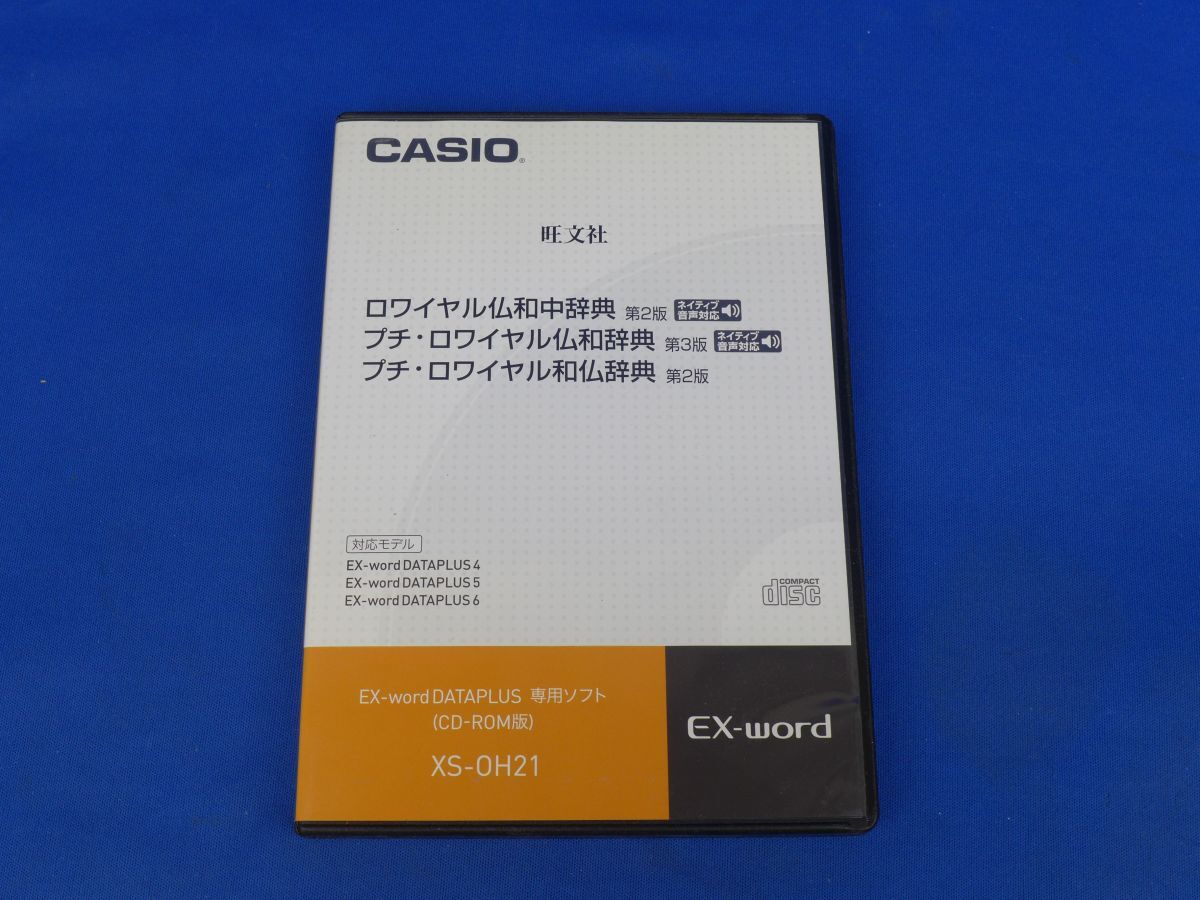 CASIO®
旺文社
ロワイヤル仏和中辞典 第2版 ネイティブ音声対応
プチ・ロワイヤル仏和辞典 第3版 ネイティブ音声対応
プチ・ロワイヤル和仏辞典 第2版
対応モデル
EX-word DATAPLUS 4
EX-word DATAPLUS 5
EX-word DATAPLUS 6
COMPACT
disc
EX-word DATAPLUS 専用ソフト
(CD-ROM版)
XS-OH21
EX-word